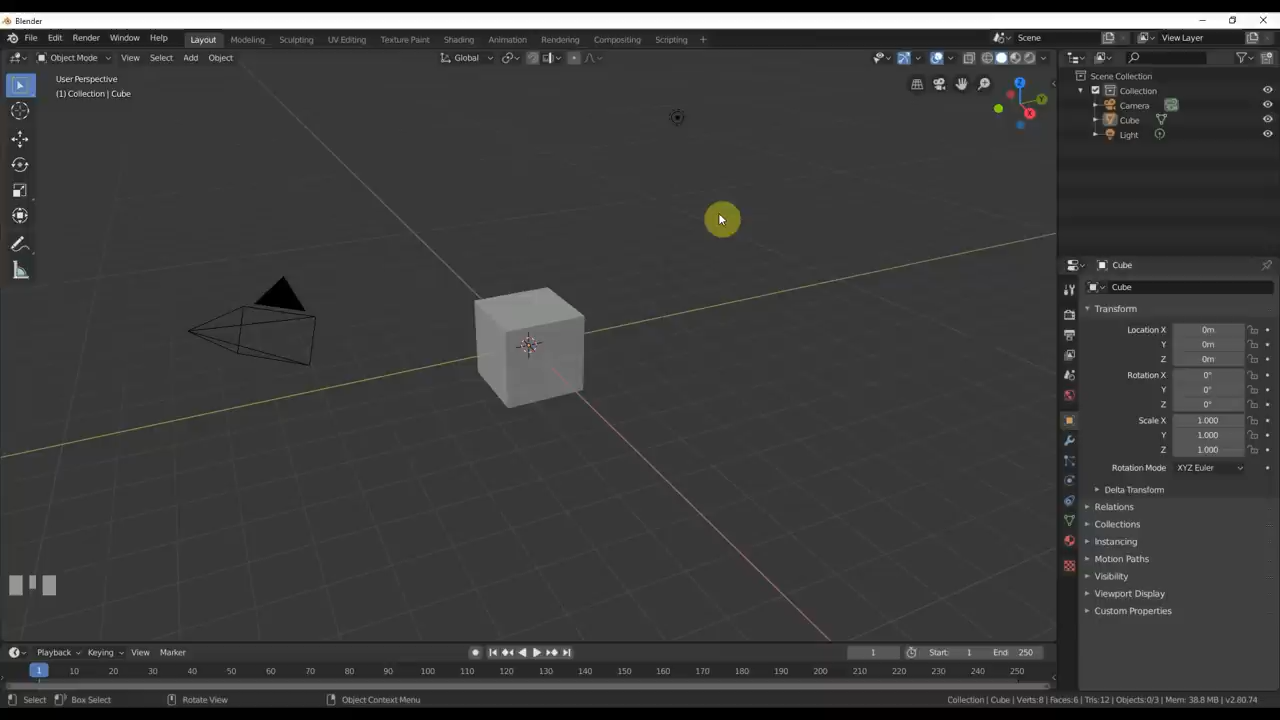 Blender
File Edit Render Window Help
Layout Modeling Sculpting UV Editing Texture Paint Shading Animation Rendering Compositing Scripting +
Scene
View Layer
Object Mode View Select Add Object
Global
User Perspective
(1) Collection | Cube
Z
Y
X
Scene Collection
Collection
Camera
Cube
Light
Cube
Cube
Transform
Location X 0m
Y 0m
Z 0m
Rotation X 0°
Y 0°
Z 0°
Scale X 1.000
Y 1.000
Z 1.000
Rotation Mode XYZ Euler
Delta Transform
Relations
Collections
Instancing
Motion Paths
Visibility
Viewport Display
Custom Properties
Playback Keying View Marker
1 Start: 1 End: 250
1 10 20 30 40 50 60 70 80 90 100 110 120 130 140 150 160 170 180 190 200 210 220 230 240 250
Select Box Select Rotate View Object Context Menu
Collection | Cube | Verts:8 | Faces:6 | Tris:12 | Objects:0/3 | Mem: 38.8 MB | v2.80.74